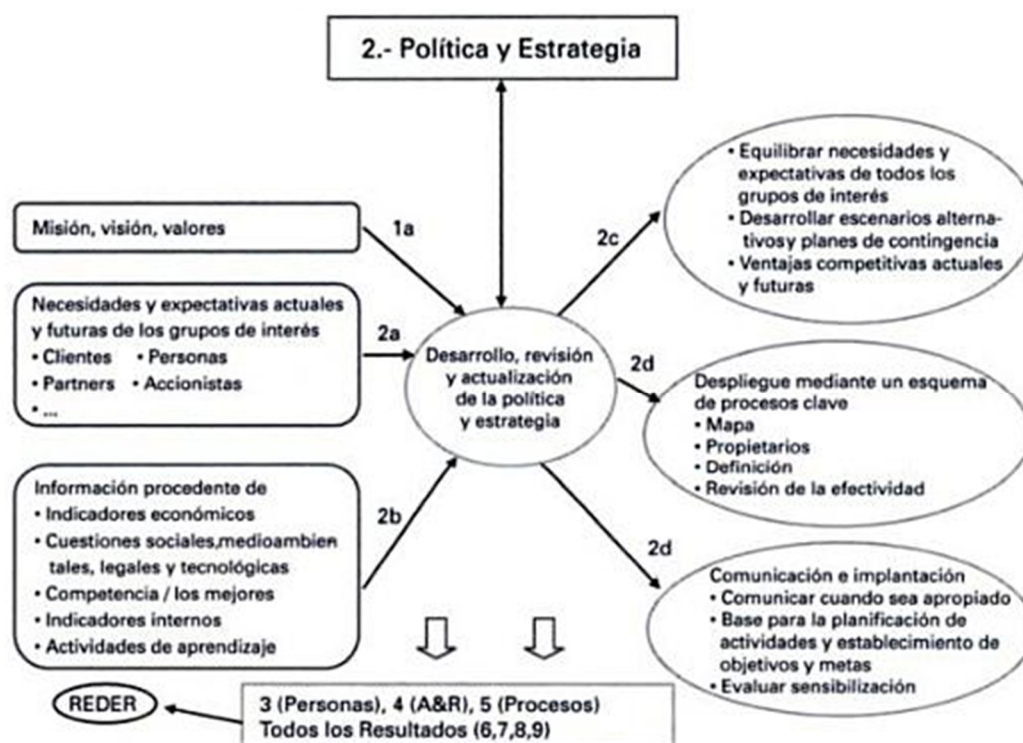 2.- Política y Estrategia
Misión, visión, valores
1a
Necesidades y expectativas actuales
y futuras de los grupos de interés
• Clientes • Personas
• Partners • Accionistas
• ...
2a
Información procedente de
• Indicadores económicos
• Cuestiones sociales,medioambien
tales, legales y tecnológicas
• Competencia / los mejores
• Indicadores internos
• Actividades de aprendizaje
2b
Desarrollo, revisión
y actualización
de la política
y estrategia
2c
• Equilibrar necesidades y
expectativas de todos los
grupos de interés
• Desarrollar escenarios alterna-
tivosy planes de contingencia
• Ventajas competitivas actuales
y futuras
2d
Despliegue mediante un esquema
de procesos clave
• Mapa
• Propietarios
• Definición
• Revisión de la efectividad
2d
Comunicación e implantación
• Comunicar cuando sea apropiado
• Base para la planificación de
actividades y establecimiento de
objetivos y metas
• Evaluar sensibilización
REDER
3 (Personas), 4 (A&R), 5 (Procesos)
Todos los Resultados (6,7,8,9)